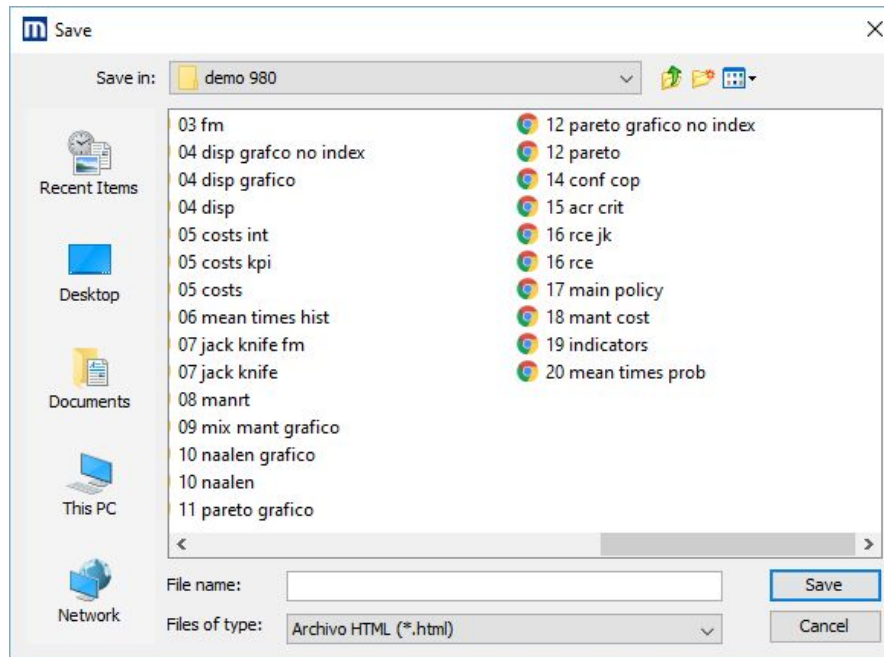 Save
Save in:
demo 980
Recent Items
Desktop
Documents
This PC
Network
03 fm
04 disp grafco no index
04 disp grafico
04 disp
05 costs int
05 costs kpi
05 costs
06 mean times hist
07 jack knife fm
07 jack knife
08 manrt
09 mix mant grafico
10 naalen grafico
10 naalen
11 pareto grafico
12 pareto grafico no index
12 pareto
14 conf cop
15 acr crit
16 rce jk
16 rce
17 main policy
18 mant cost
19 indicators
20 mean times prob
File name:
Save
Files of type:
Archivo HTML (*.html)
Cancel